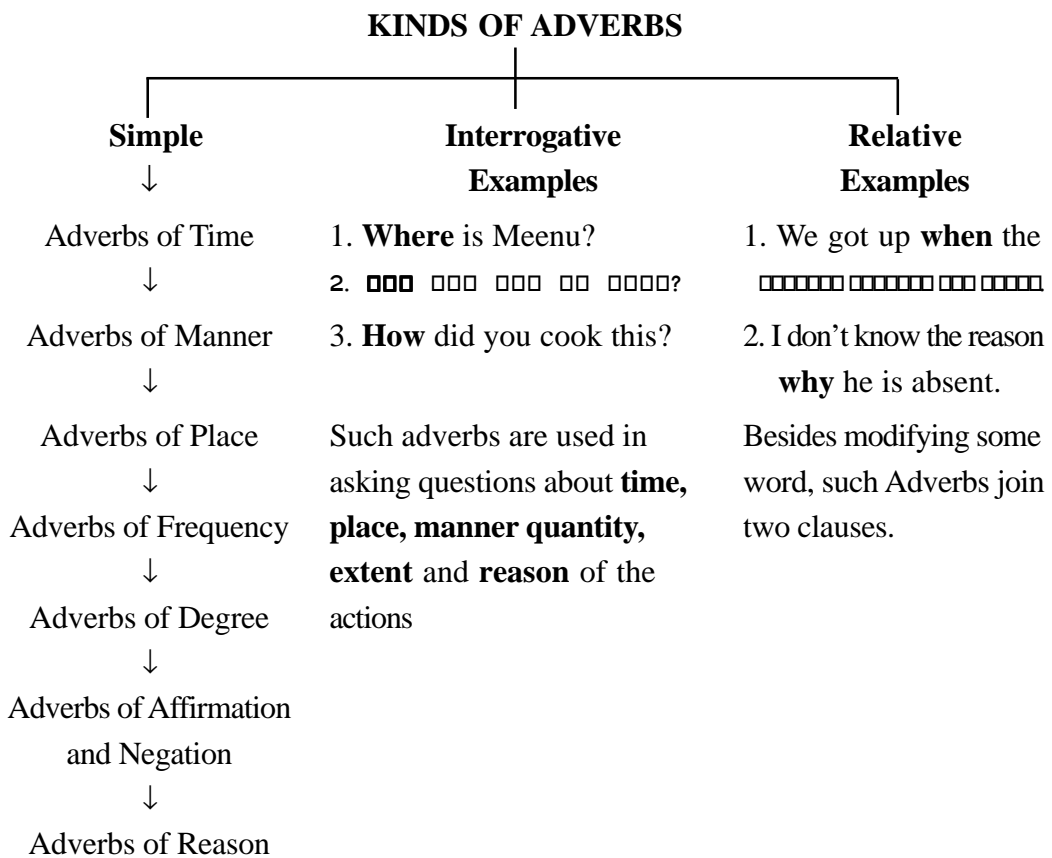 KINDS OF ADVERBS
Simple
↓
Adverbs of Time
↓
Adverbs of Manner
↓
Adverbs of Place
↓
Adverbs of Frequency
↓
Adverbs of Degree
↓
Adverbs of Affirmation
and Negation
↓
Adverbs of Reason
Interrogative
Examples
1. Where is Meenu?
2. ?
3. How did you cook this?
Such adverbs are used in
asking questions about time,
place, manner quantity,
extent and reason of the
actions
Relative
Examples
1. We got up when the
2. I don't know the reason
why he is absent.
Besides modifying some
word, such Adverbs join
two clauses.